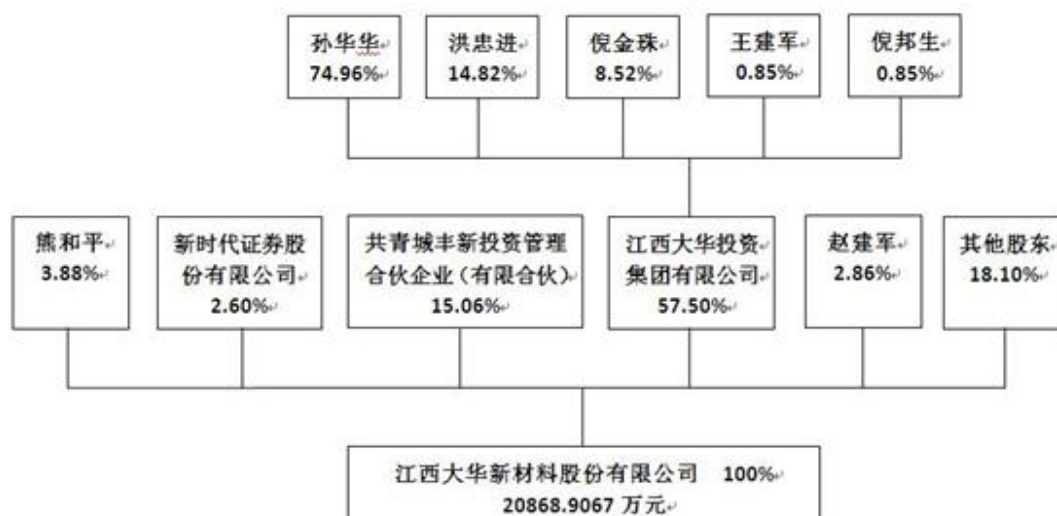 孙华华
74.96%
洪忠进
14.82%
倪金珠
8.52%
王建军
0.85%
倪邦生
0.85%
熊和平
3.88%
新时代证券股
份有限公司
2.60%
共青城丰新投资管理
合伙企业（有限合伙）
15.06%
江西大华投资
集团有限公司
57.50%
赵建军
2.86%
其他股东
18.10%
江西大华新材料股份有限公司 100%
20868.9067 万元